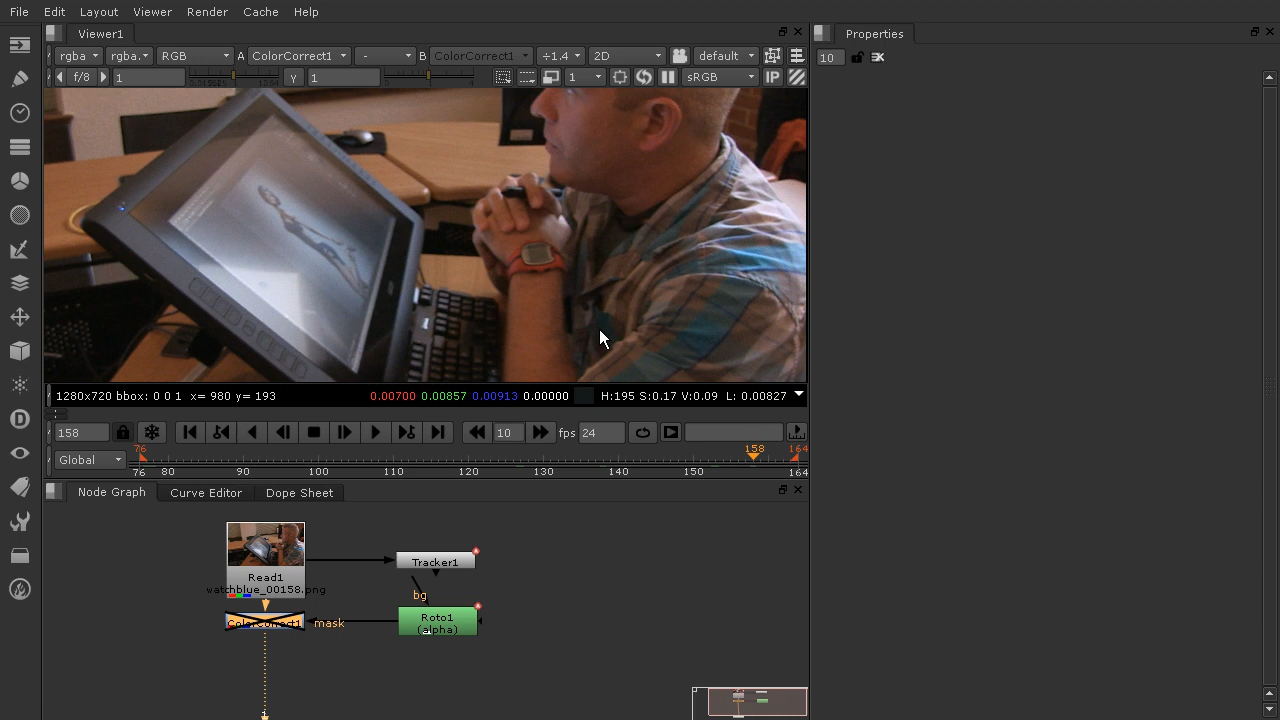 File Edit Layout Viewer Render Cache Help
Viewer1
Properties
rgba rgba. RGB A ColorCorrect1 - B ColorCorrect1 ÷1.4 2D default
10
f/8 1 Y 1 1 sRGB IP
1280x720 bbox: 0 0 1 x= 980 y= 193 0.00700 0.00857 0.00913 0.00000 H:195 S:0.17 V:0.09 L: 0.00827
158 10 fps 24
76 158 164
Global
76 80 90 100 110 120 130 140 150 164
Node Graph Curve Editor Dope Sheet
Tracker1
Read1
watchblue_00158.png
bg
ColorCorrect1 mask
Roto1
(alpha)